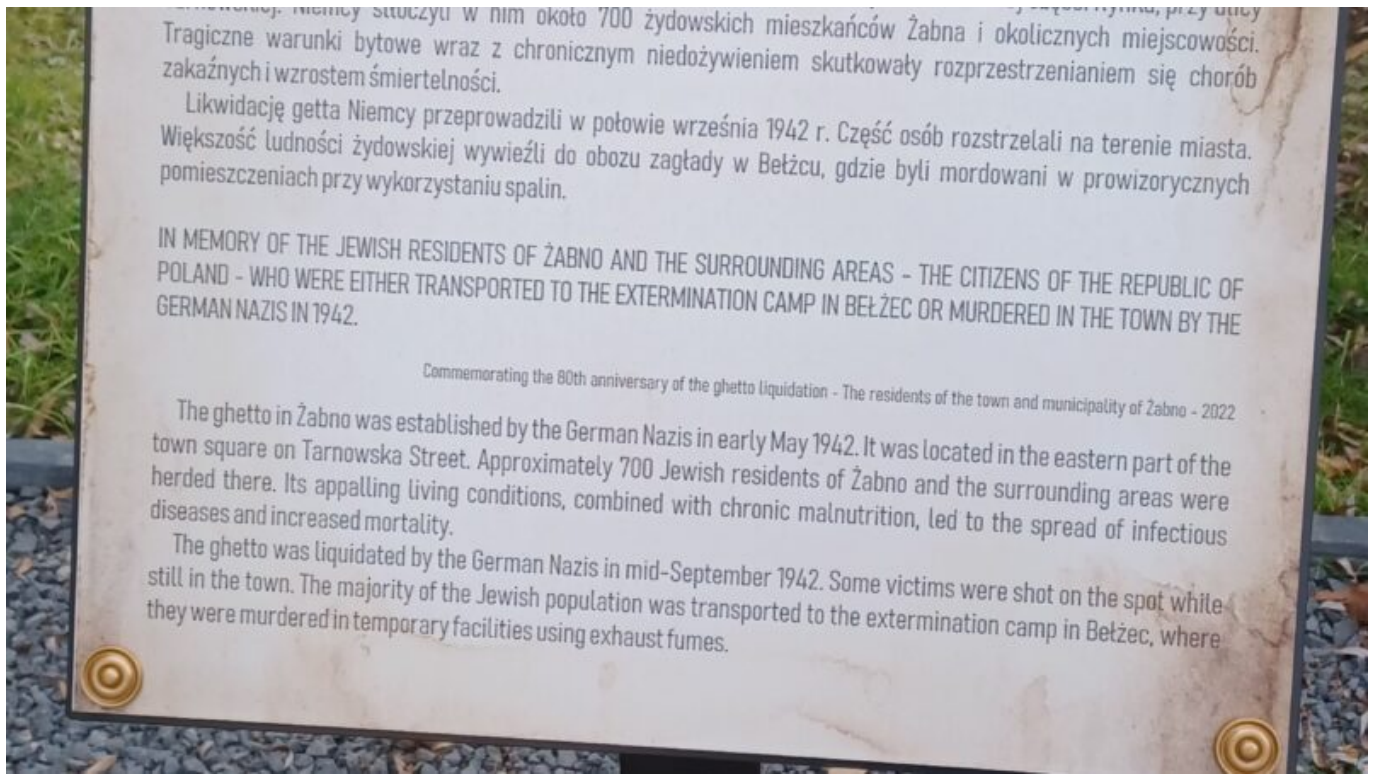 Niemcy stłoczyli w nim około 700 żydowskich mieszkańców Żabna i okolicznych miejscowości.
Tragiczne warunki bytowe wraz z chronicznym niedożywieniem skutkowały rozprzestrzenianiem się chorób
zakaźnych i wzrostem śmiertelności.
Likwidację getta Niemcy przeprowadzili w połowie września 1942 r. Część osób rozstrzelali na terenie miasta.
Większość ludności żydowskiej wywieźli do obozu zagłady w Bełżcu, gdzie byli mordowani w prowizorycznych
pomieszczeniach przy wykorzystaniu spalin.
IN MEMORY OF THE JEWISH RESIDENTS OF ŻABNO AND THE SURROUNDING AREAS - THE CITIZENS OF THE REPUBLIC OF
POLAND - WHO WERE EITHER TRANSPORTED TO THE EXTERMINATION CAMP IN BEŁŻEC OR MURDERED IN THE TOWN BY THE
GERMAN NAZIS IN 1942.
Commemorating the 80th anniversary of the ghetto liquidation - The residents of the town and municipality of Żabno - 2022
The ghetto in Żabno was established by the German Nazis in early May 1942. It was located in the eastern part of the
town square on Tarnowska Street. Approximately 700 Jewish residents of Żabno and the surrounding areas were
herded there. Its appalling living conditions, combined with chronic malnutrition, led to the spread of infectious
diseases and increased mortality.
The ghetto was liquidated by the German Nazis in mid-September 1942. Some victims were shot on the spot while
still in the town. The majority of the Jewish population was transported to the extermination camp in Bełżec, where
they were murdered in temporary facilities using exhaust fumes.